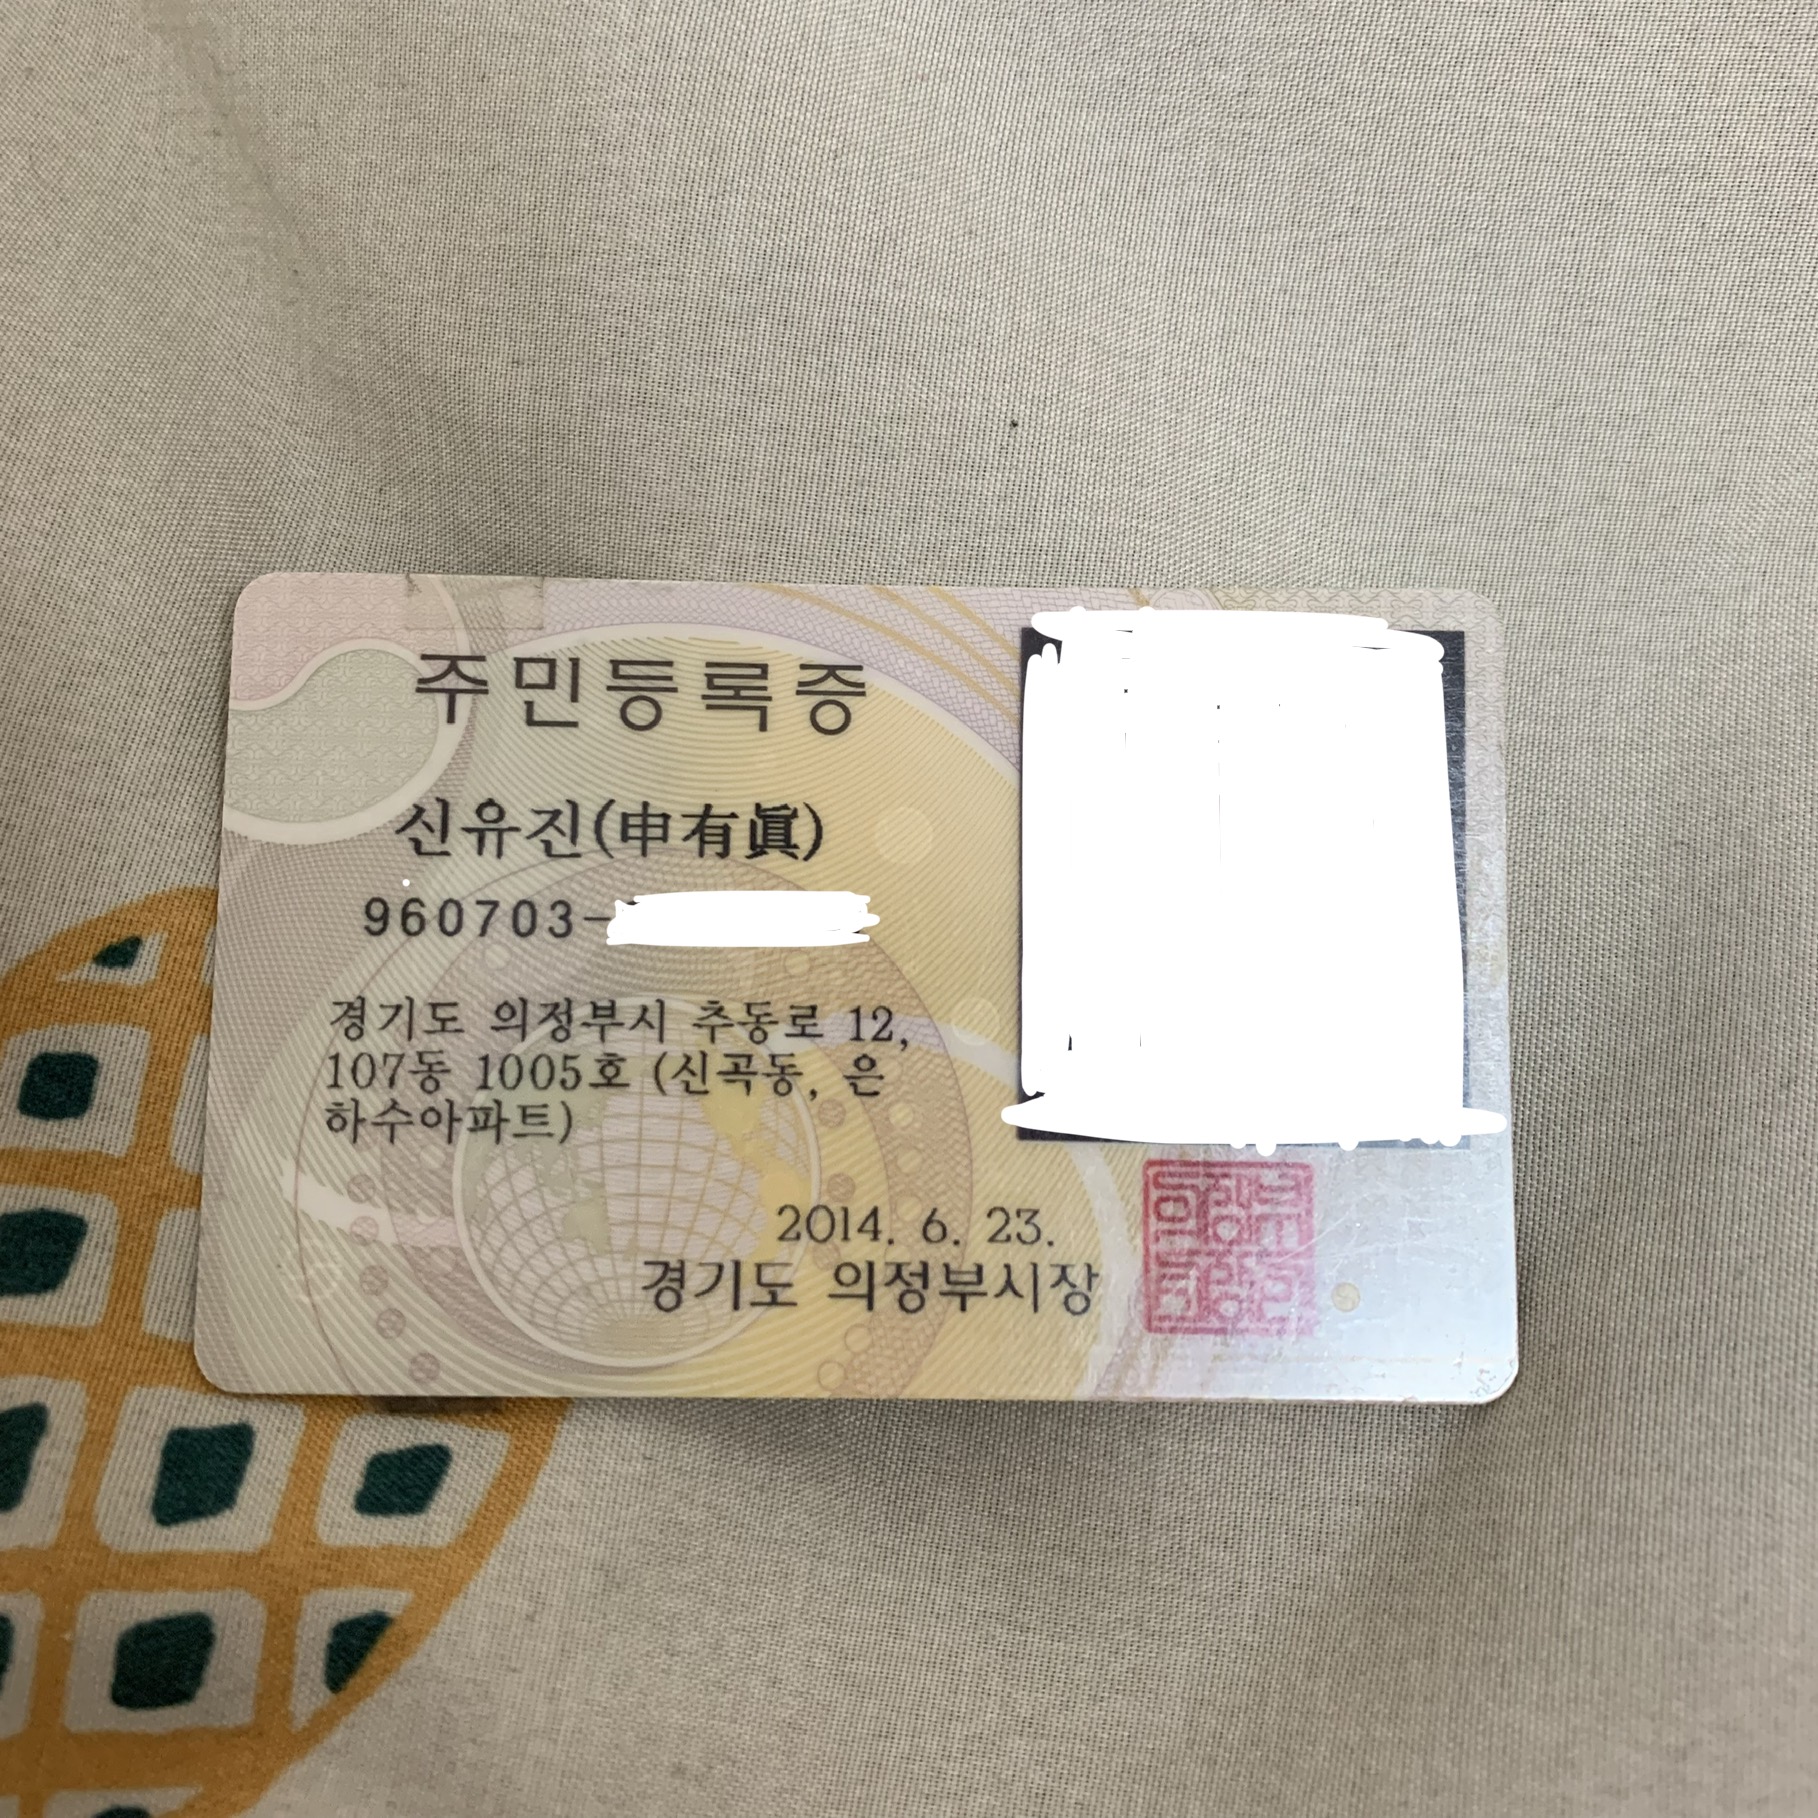 주민등록증
신유진(申有眞)
960703-
경기도 의정부시 추동로 12,
107동 1005호 (신곡동, 은
하수아파트)
2014. 6. 23.
경기도 의정부시장